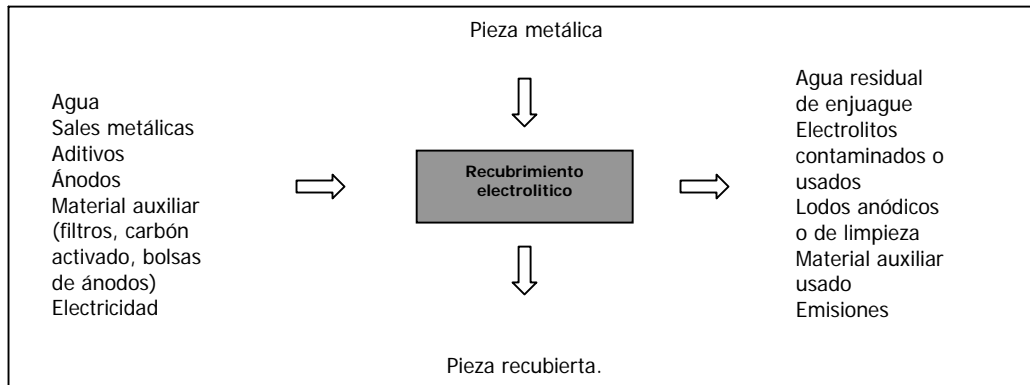 Pieza metálica
Agua
Sales metálicas
Aditivos
Ánodos
Material auxiliar
(filtros, carbón
activado, bolsas
de ánodos)
Electricidad
Recubrimiento
electrolitico
Agua residual
de enjuague
Electrolitos
contaminados o
usados
Lodos anódicos
o de limpieza
Material auxiliar
usado
Emisiones
Pieza recubierta.